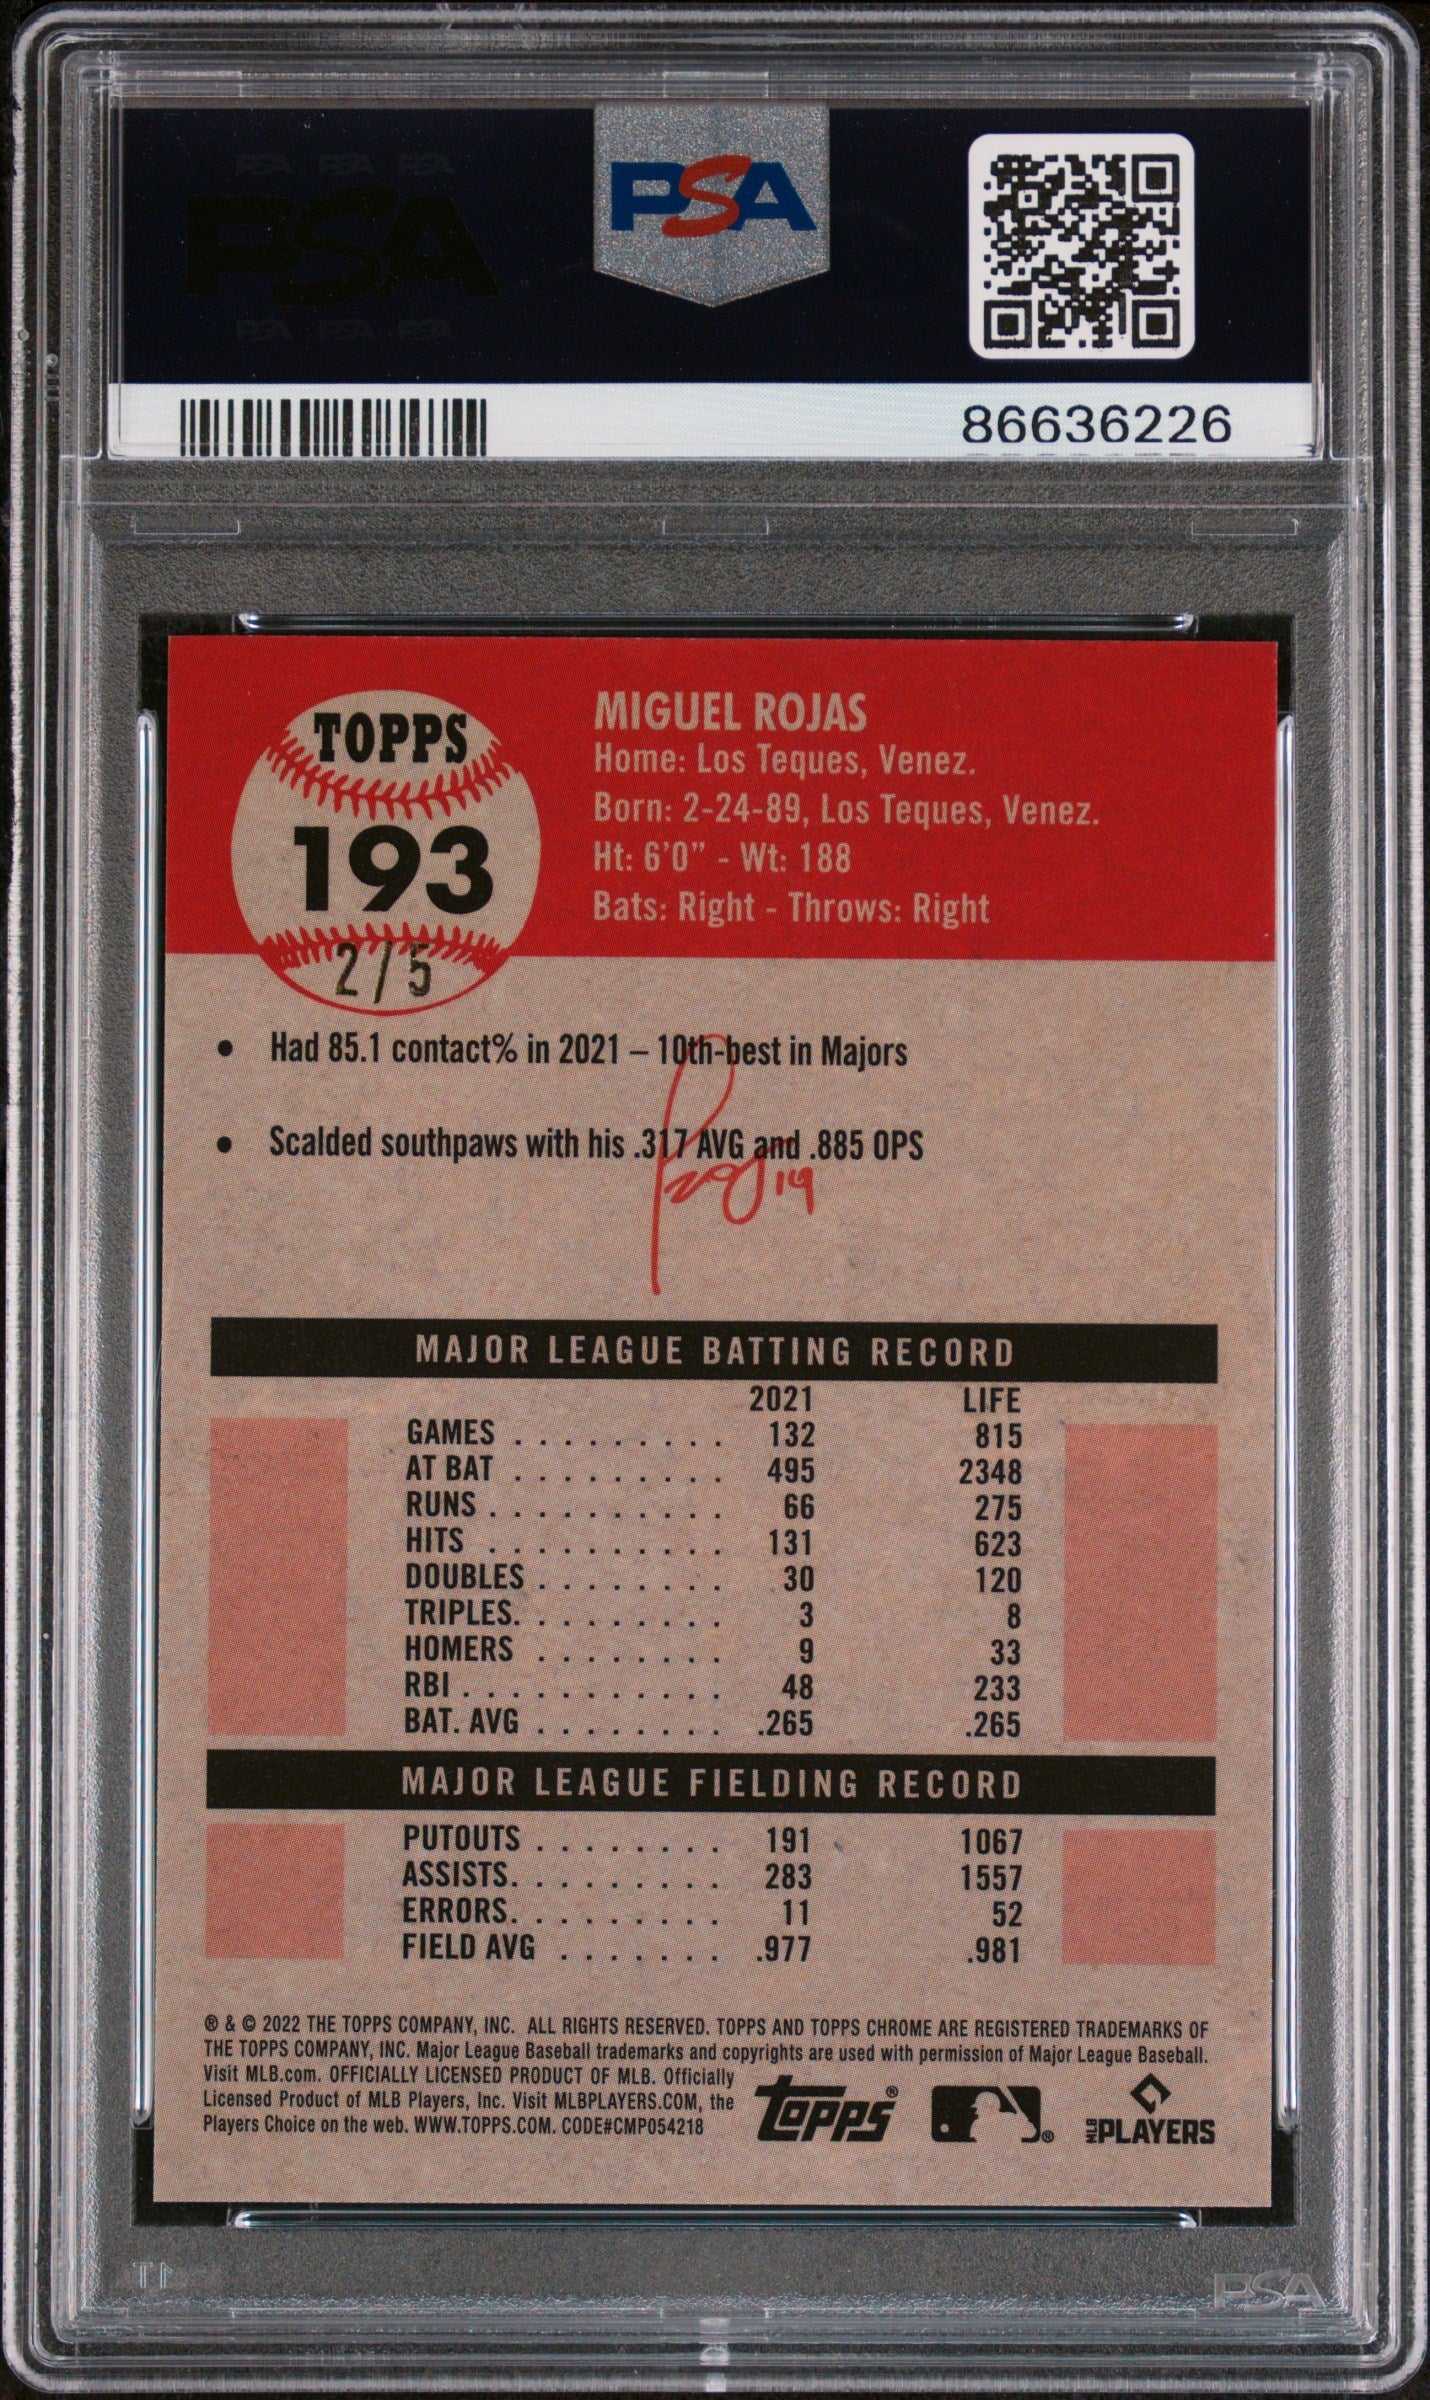 PSA PSA PSA
PSA
PSA PSA PSA
PSA
86636226
TOPPS
193
2/5
MIGUEL ROJAS
Home: Los Teques, Venez.
Born: 2-24-89, Los Teques, Venez.
Ht: 6'0" - Wt: 188
Bats: Right - Throws: Right
• Had 85.1 contact% in 2021 – 10th-best in Majors
• Scalded southpaws with his .317 AVG and .885 OPS
19
MAJOR LEAGUE BATTING RECORD
2021 LIFE
GAMES . . . . . . . . . 132 815
AT BAT . . . . . . . . . 495 2348
RUNS . . . . . . . . . . 66 275
HITS . . . . . . . . . . 131 623
DOUBLES . . . . . . . . 30 120
TRIPLES. . . . . . . . . 3 8
HOMERS . . . . . . . . 9 33
RBI . . . . . . . . . . . 48 233
BAT. AVG . . . . . . . . .265 .265
MAJOR LEAGUE FIELDING RECORD
PUTOUTS . . . . . . . . 191 1067
ASSISTS. . . . . . . . . 283 1557
ERRORS. . . . . . . . . 11 52
FIELD AVG . . . . . . . .977 .981
® & © 2022 THE TOPPS COMPANY, INC. ALL RIGHTS RESERVED. TOPPS AND TOPPS CHROME ARE REGISTERED TRADEMARKS OF
THE TOPPS COMPANY, INC. Major League Baseball trademarks and copyrights are used with permission of Major League Baseball.
Visit MLB.com. OFFICIALLY LICENSED PRODUCT OF MLB. Officially
Licensed Product of MLB Players, Inc. Visit MLBPLAYERS.COM, the
Players Choice on the web. WWW.TOPPS.COM. CODE#CMP054218
topps®
®
MLB PLAYERS
PSA